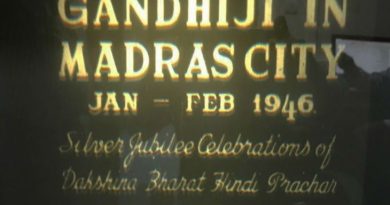 GANDHIJI IN
MADRAS CITY
JAN - FEB 1946.
Silver Jubilee Celebrations of
Dakshina Bharat Hindi Prachar